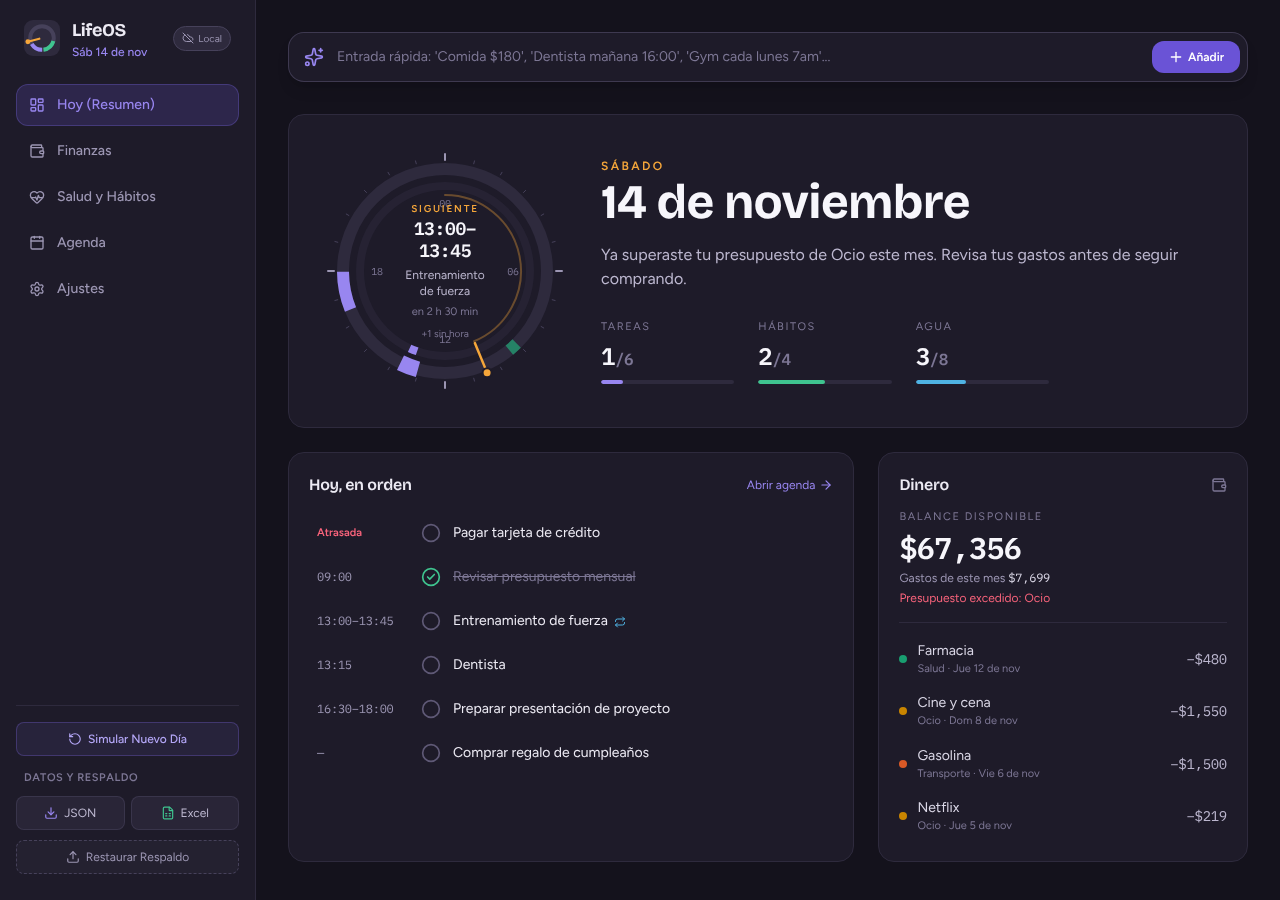 LifeOS
Sáb 14 de nov
Local
Hoy (Resumen)
Finanzas
Salud y Hábitos
Agenda
Ajustes
Simular Nuevo Día
DATOS Y RESPALDO
JSON
Excel
Restaurar Respaldo
Entrada rápida: 'Comida $180', 'Dentista mañana 16:00', 'Gym cada lunes 7am'...
Añadir
00
SIGUIENTE
13:00–
13:45
18
06
Entrenamiento
de fuerza
en 2 h 30 min
+1 sin hora
12
SÁBADO
14 de noviembre
Ya superaste tu presupuesto de Ocio este mes. Revisa tus gastos antes de seguir
comprando.
TAREAS
1/6
HÁBITOS
2/4
AGUA
3/8
Hoy, en orden
Abrir agenda
Atrasada
Pagar tarjeta de crédito
09:00
Revisar presupuesto mensual
13:00–13:45
Entrenamiento de fuerza
13:15
Dentista
16:30–18:00
Preparar presentación de proyecto
—
Comprar regalo de cumpleaños
Dinero
BALANCE DISPONIBLE
$67,356
Gastos de este mes $7,699
Presupuesto excedido: Ocio
Farmacia
Salud · Jue 12 de nov
−$480
Cine y cena
Ocio · Dom 8 de nov
−$1,550
Gasolina
Transporte · Vie 6 de nov
−$1,500
Netflix
Ocio · Jue 5 de nov
−$219